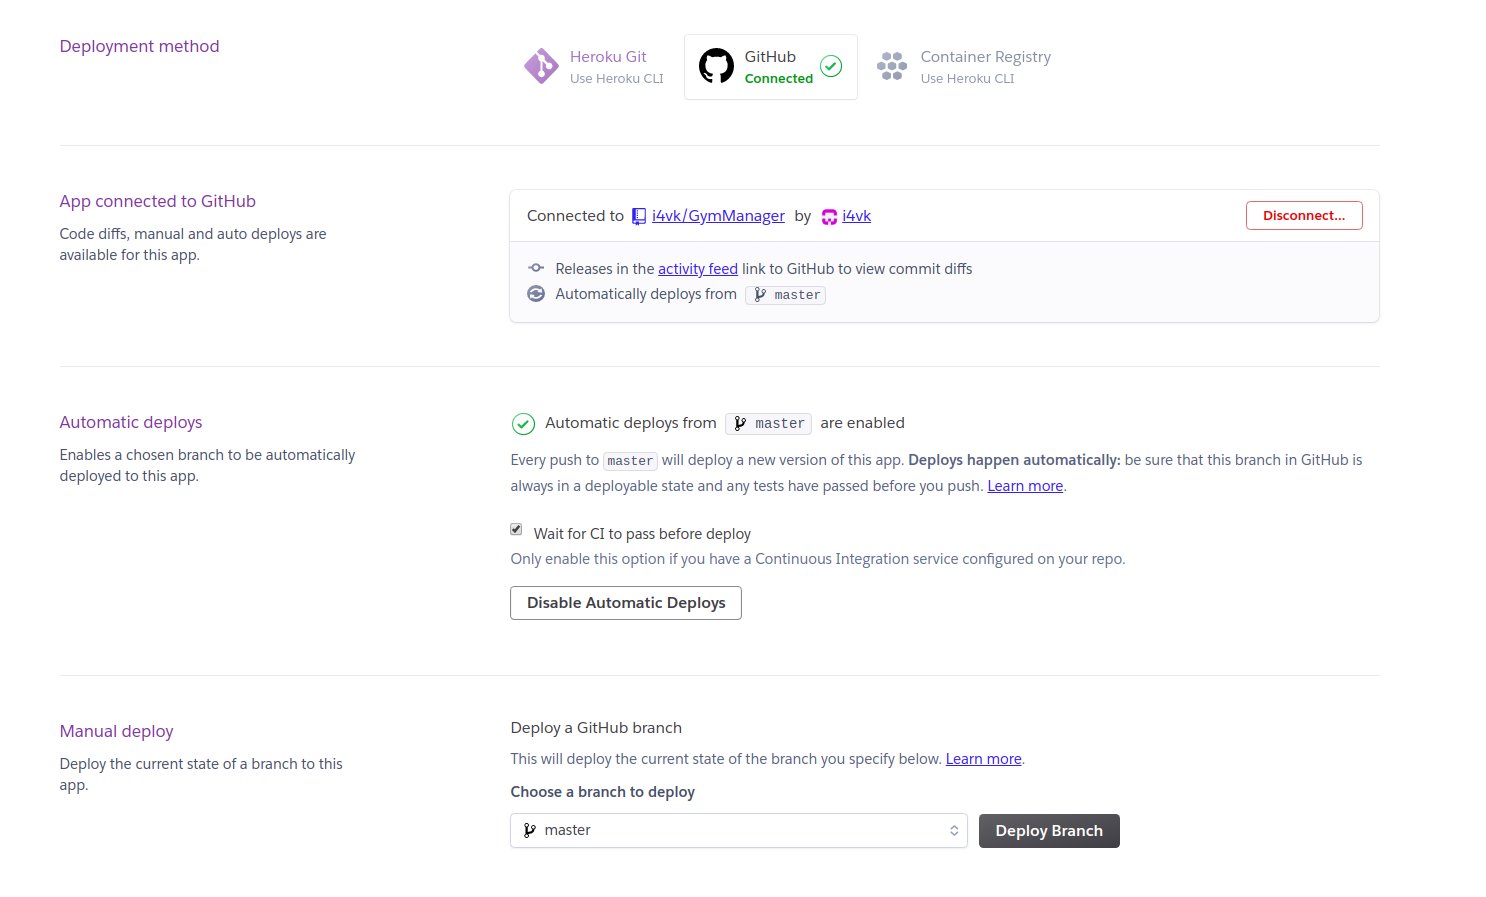 Deployment method
Heroku Git
Use Heroku CLI
GitHub
Connected
Container Registry
Use Heroku CLI
App connected to GitHub
Code diffs, manual and auto deploys are
available for this app.
Connected to i4vk/GymManager by i4vk
Disconnect...
Releases in the activity feed link to GitHub to view commit diffs
Automatically deploys from master
Automatic deploys
Enables a chosen branch to be automatically
deployed to this app.
Automatic deploys from master are enabled
Every push to master will deploy a new version of this app. Deploys happen automatically: be sure that this branch in GitHub is
always in a deployable state and any tests have passed before you push. Learn more.
Wait for CI to pass before deploy
Only enable this option if you have a Continuous Integration service configured on your repo.
Disable Automatic Deploys
Manual deploy
Deploy the current state of a branch to this
app.
Deploy a GitHub branch
This will deploy the current state of the branch you specify below. Learn more.
Choose a branch to deploy
master
Deploy Branch